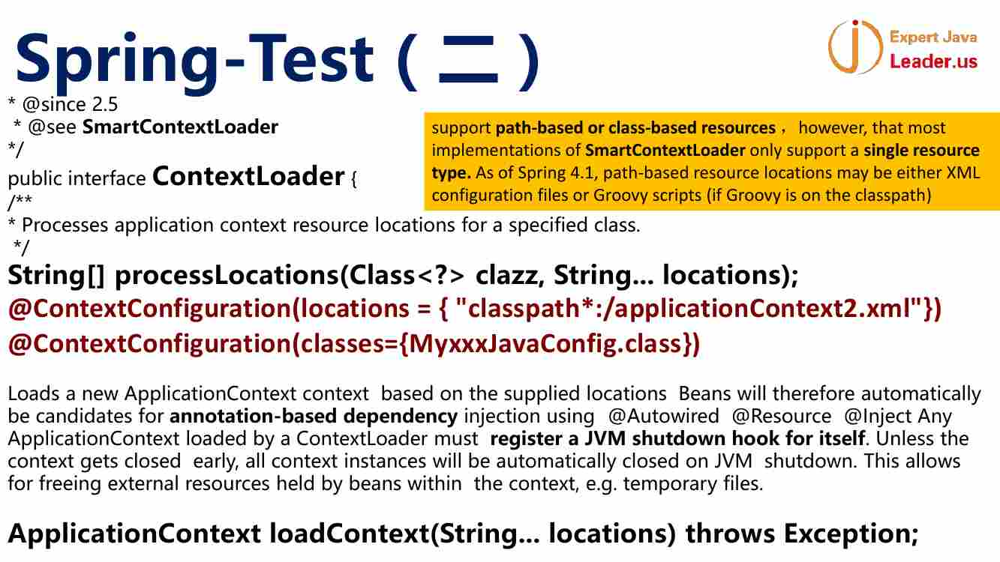 Spring-Test（二）
Expert Java
Leader.us
* @since 2.5
* @see SmartContextLoader
*/
public interface ContextLoader {
/**
* Processes application context resource locations for a specified class.
*/
support path-based or class-based resources ，however, that most
implementations of SmartContextLoader only support a single resource
type. As of Spring 4.1, path-based resource locations may be either XML
configuration files or Groovy scripts (if Groovy is on the classpath)
String[] processLocations(Class<?> clazz, String... locations);
@ContextConfiguration(locations = { "classpath*:/applicationContext2.xml"})
@ContextConfiguration(classes={MyxxxJavaConfig.class})
Loads a new ApplicationContext context based on the supplied locations Beans will therefore automatically
be candidates for annotation-based dependency injection using @Autowired @Resource @Inject Any
ApplicationContext loaded by a ContextLoader must register a JVM shutdown hook for itself. Unless the
context gets closed early, all context instances will be automatically closed on JVM shutdown. This allows
for freeing external resources held by beans within the context, e.g. temporary files.
ApplicationContext loadContext(String... locations) throws Exception;